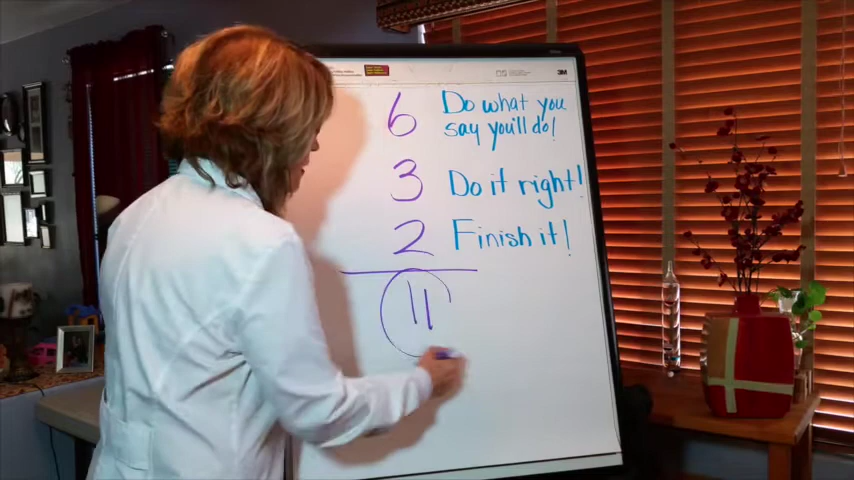 3M
6 Do what you
say you'll do!
3 Do it right!
2 Finish it!
11